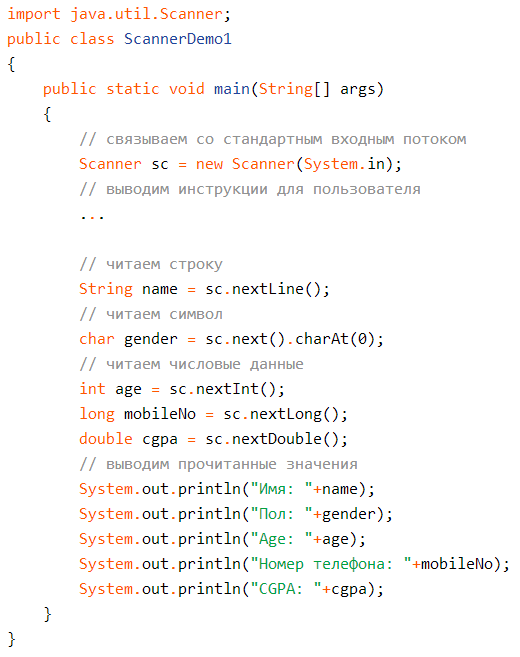 import java.util.Scanner;
public class ScannerDemo1
{
    public static void main(String[] args)
    {
        // связываем со стандартным входным потоком
        Scanner sc = new Scanner(System.in);
        // выводим инструкции для пользователя
        ...

        // читаем строку
        String name = sc.nextLine();
        // читаем символ
        char gender = sc.next().charAt(0);
        // читаем числовые данные
        int age = sc.nextInt();
        long mobileNo = sc.nextLong();
        double cgpa = sc.nextDouble();
        // выводим прочитанные значения
        System.out.println("Имя: "+name);
        System.out.println("Пол: "+gender);
        System.out.println("Age: "+age);
        System.out.println("Номер телефона: "+mobileNo);
        System.out.println("CGPA: "+cgpa);
    }
}